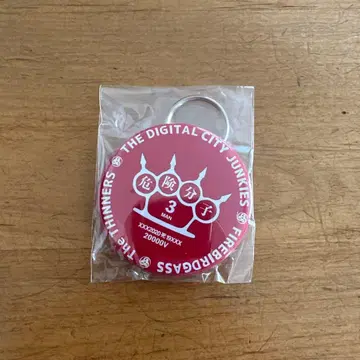 THE DIGITAL CITY JUNKIES
FIREBIRDGASS
The THiNNERS
危険分子
3
MAN
20000V